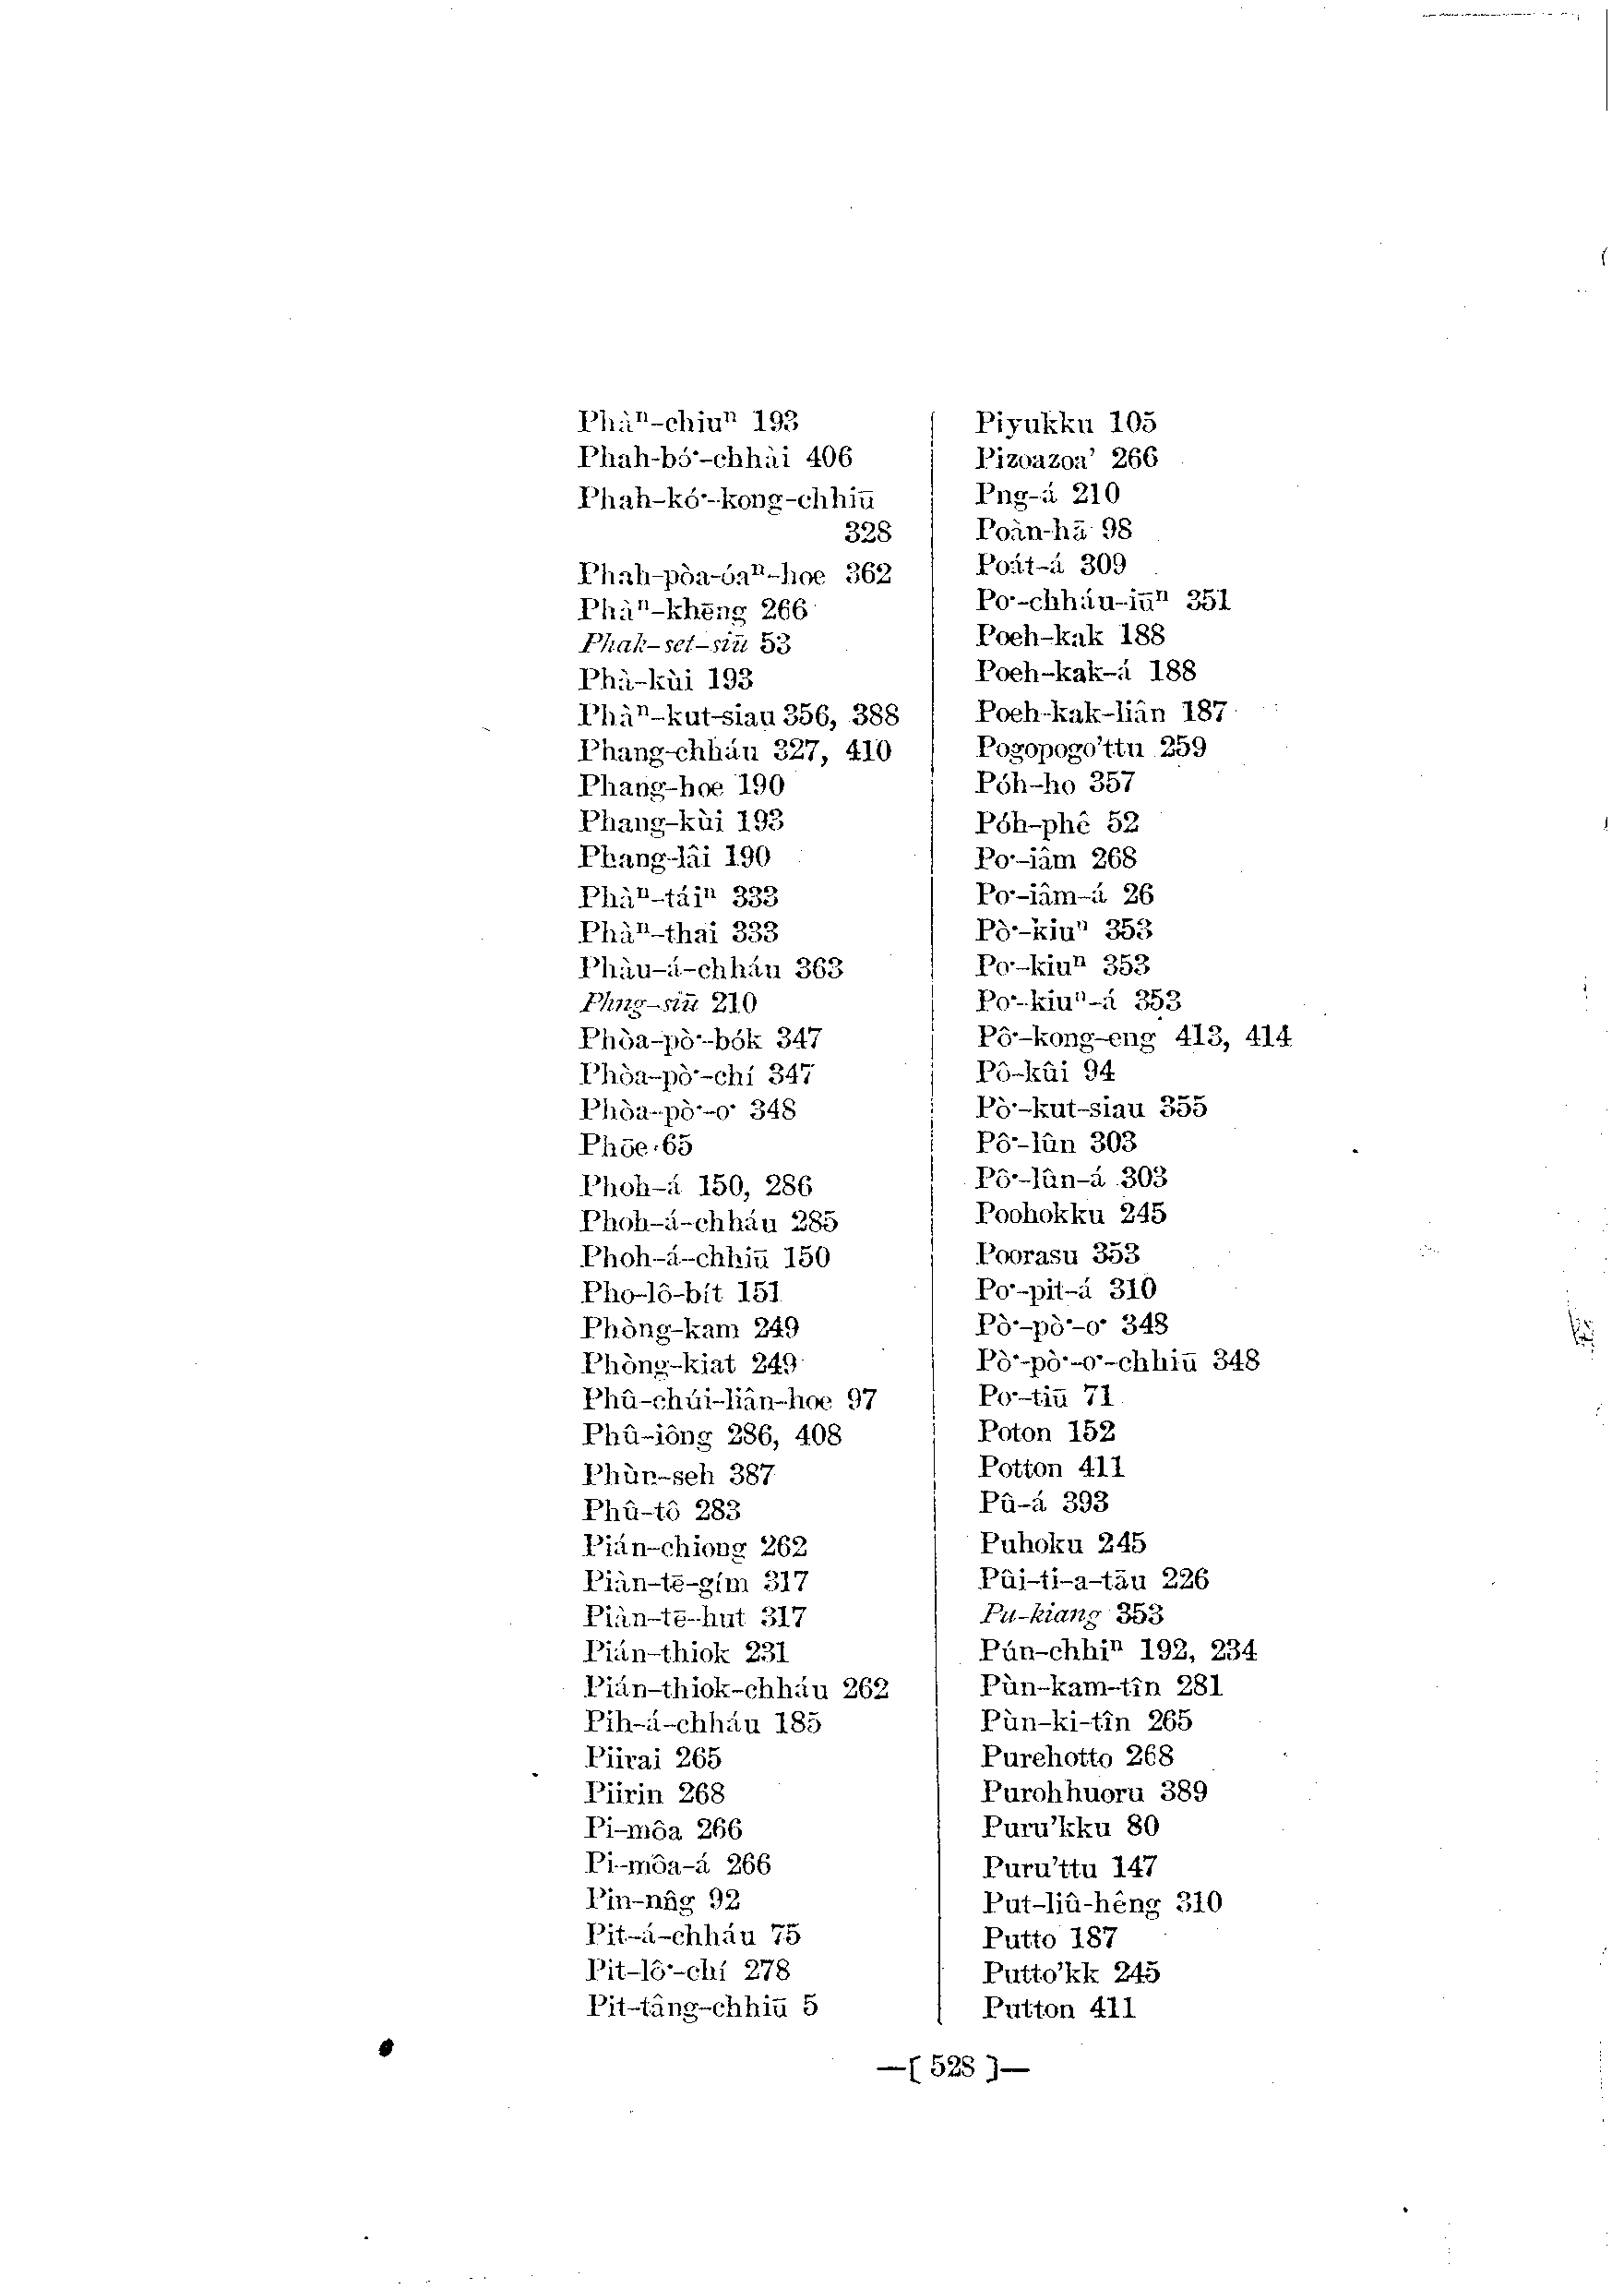 Phàⁿ-chiuⁿ 193
Phah-bó͘-chhài 406
Phah-kó͘-kong-chhiū
328
Phah-pòa-óaⁿ-hoe 362
Phàⁿ-khēng 266
Phak-set-siū 53
Phà-kùi 193
Phàⁿ-kut-siau 356, 388
Phang-chháu 327, 410
Phang-hoe 190
Phang-kùi 193
Phang-lâi 190
Phàⁿ-táiⁿ 333
Phàⁿ-thai 333
Phàu-á-chháu 363
Phng-siū 210
Phòa-pò͘-bók 347
Phòa-pò͘-chí 347
Phòa-pò͘-o͘ 348
Phōe 65
Phoh-á 150, 286
Phoh-á-chháu 285
Phoh-á-chhiū 150
Pho-lô-bít 151
Phòng-kam 249
Phòng-kiat 249
Phû-chúi-liân-hoe 97
Phû-iông 286, 408
Phùn-seh 387
Phû-tô 283
Pián-chiong 262
Piàn-tē-gím 317
Piàn-tē-hut 317
Pián-thiok 231
Pián-thiok-chháu 262
Pih-á-chháu 185
Piirai 265
Piirin 268
Pi-môa 266
Pi-môa-á 266
Pin-nâg 92
Pit-á-chháu 75
Pit-lô͘-chí 278
Pit-tâng-chhiū 5
Piyukku 105
Pizoazoa' 266
Png-á 210
Poàn-hā 98
Poát-á 309
Po͘-chháu-iūⁿ 351
Poeh-kak 188
Poeh-kak-á 188
Poeh-kak-liân 187
Pogopogo'ttu 259
Póh-ho 357
Póh-phê 52
Po͘-iâm 268
Po͘-iâm-á 26
Pò͘-kiuⁿ 353
Po͘-kiuⁿ 353
Po͘-kiuⁿ-á 353
Pô͘-kong-eng 413, 414
Pô-kûi 94
Pò͘-kut-siau 355
Pô͘-lûn 303
Pô͘-lûn-á 303
Poohokku 245
Poorasu 353
Po͘-pit-á 310
Pò͘-pò͘-o͘ 348
Pò͘-pò͘-o͘-chhiū 348
Po͘-tiū 71
Poton 152
Potton 411
Pû-á 393
Puhoku 245
Pûi-ti-a-tāu 226
Pu-kiang 353
Pún-chhiⁿ 192, 234
Pùn-kam-tîn 281
Pùn-ki-tîn 265
Purehotto 268
Purohhuoru 389
Puru'kku 80
Puru'ttu 147
Put-liû-hêng 310
Putto 187
Putto'kk 245
Putton 411
—[ 528 ]—